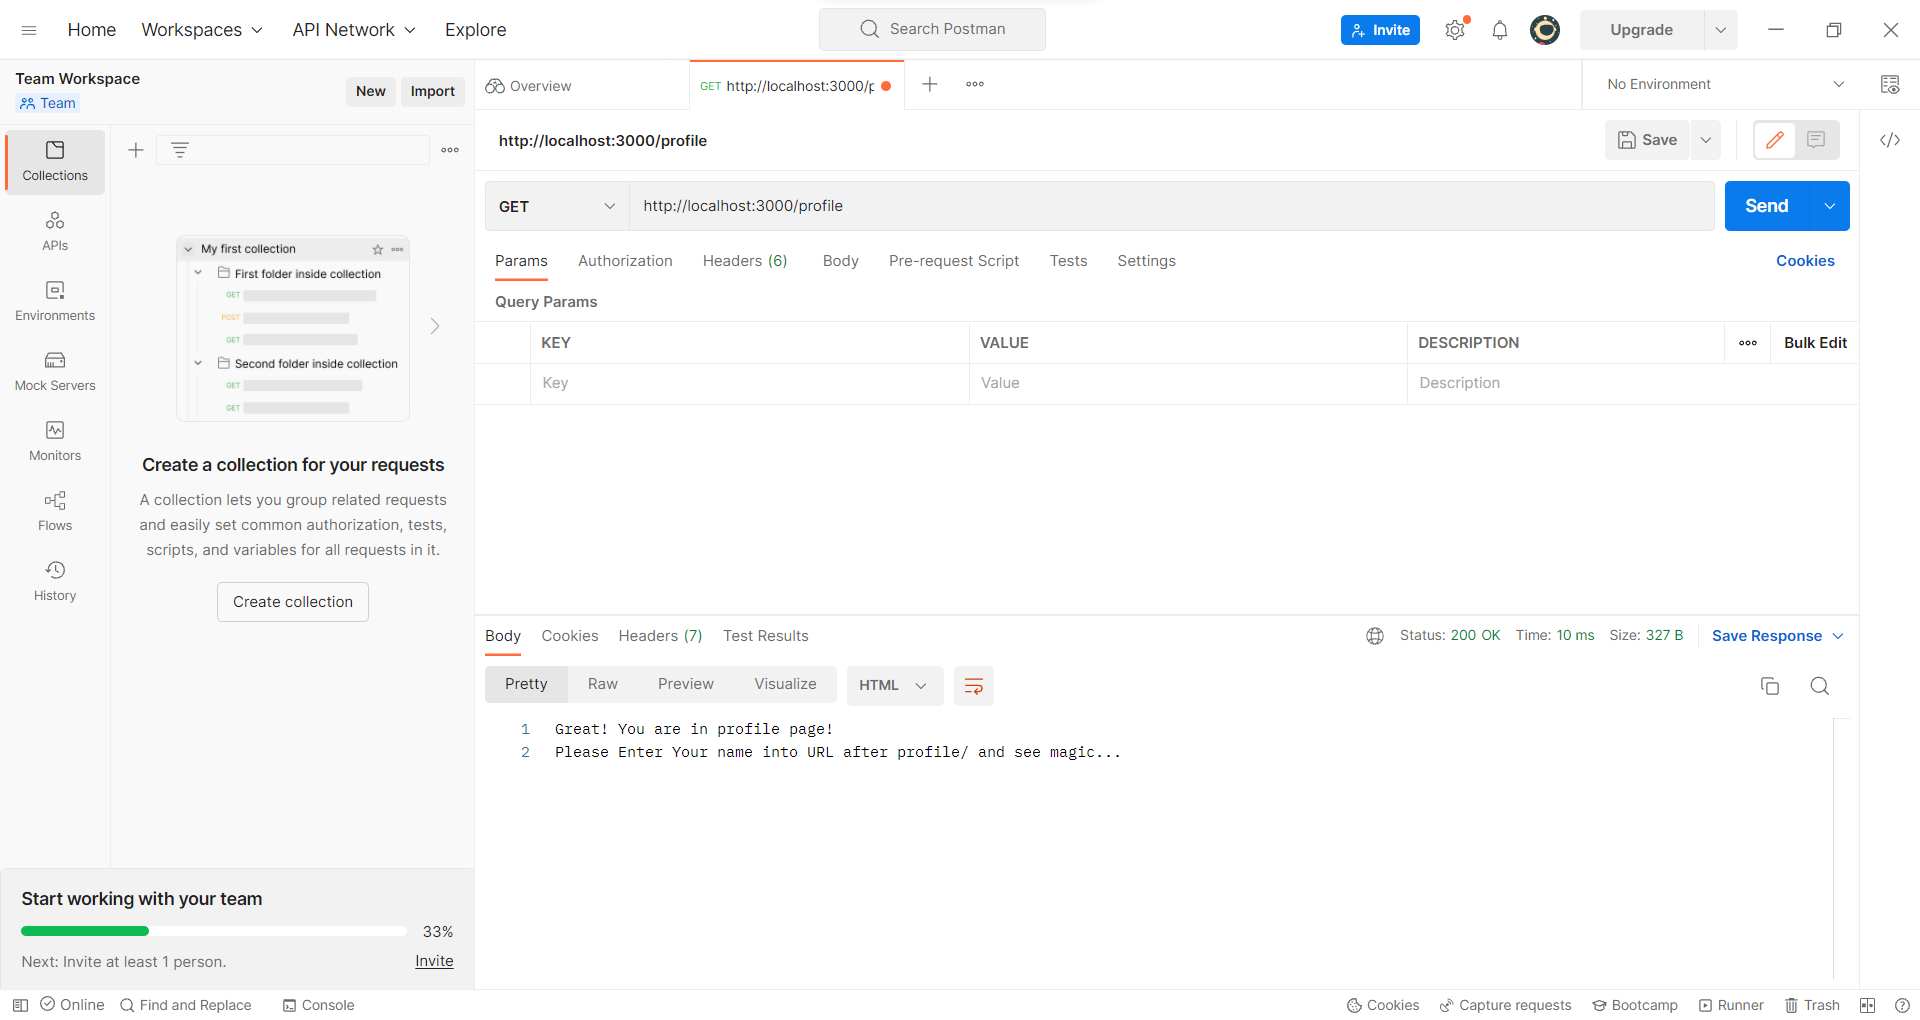 Home Workspaces API Network Explore Search Postman Invite Upgrade
Team Workspace
Team
New Import
Overview
GET http://localhost:3000/p
No Environment
Collections
APIs
Environments
Mock Servers
Monitors
Flows
History
My first collection
First folder inside collection
GET
POST
GET
Second folder inside collection
GET
GET
Create a collection for your requests
A collection lets you group related requests
and easily set common authorization, tests,
scripts, and variables for all requests in it.
Create collection
Start working with your team
33%
Next: Invite at least 1 person. Invite
http://localhost:3000/profile
Save
GET http://localhost:3000/profile Send
Params Authorization Headers (6) Body Pre-request Script Tests Settings Cookies
Query Params
KEY VALUE DESCRIPTION Bulk Edit
Key Value Description
Body Cookies Headers (7) Test Results Status: 200 OK Time: 10 ms Size: 327 B Save Response
Pretty Raw Preview Visualize HTML
1 Great! You are in profile page!
2 Please Enter Your name into URL after profile/ and see magic...
Online Find and Replace Console Cookies Capture requests Bootcamp Runner Trash